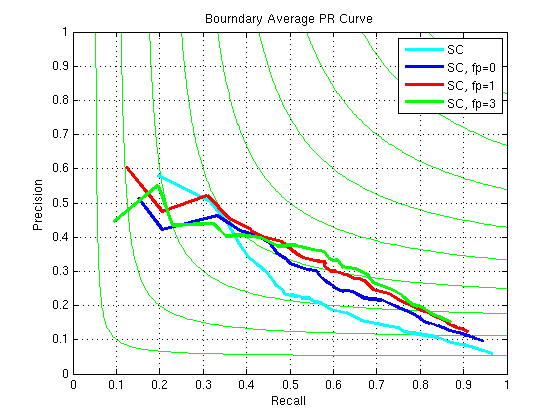 Bourndary Average PR Curve
1
0.9
0.8
0.7
0.6
0.5
0.4
0.3
0.2
0.1
0
Precision
SC
SC, fp=0
SC, fp=1
SC, fp=3
0 0.1 0.2 0.3 0.4 0.5 0.6 0.7 0.8 0.9 1
Recall